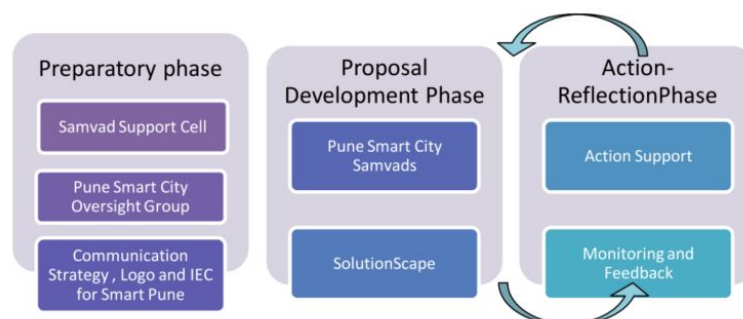 Preparatory phase
Samvad Support Cell
Pune Smart City
Oversight Group
Communication
Strategy , Logo and IEC
for Smart Pune
Proposal
Development Phase
Pune Smart City
Samvads
SolutionScape
Action-
ReflectionPhase
Action Support
Monitoring and
Feedback